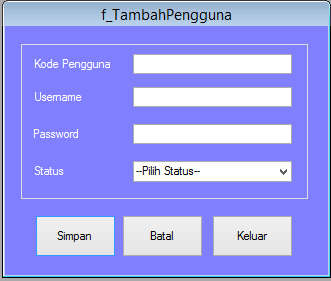 f_TambahPengguna
Kode Pengguna
Username
Password
Status --Pilih Status--
Simpan Batal Keluar